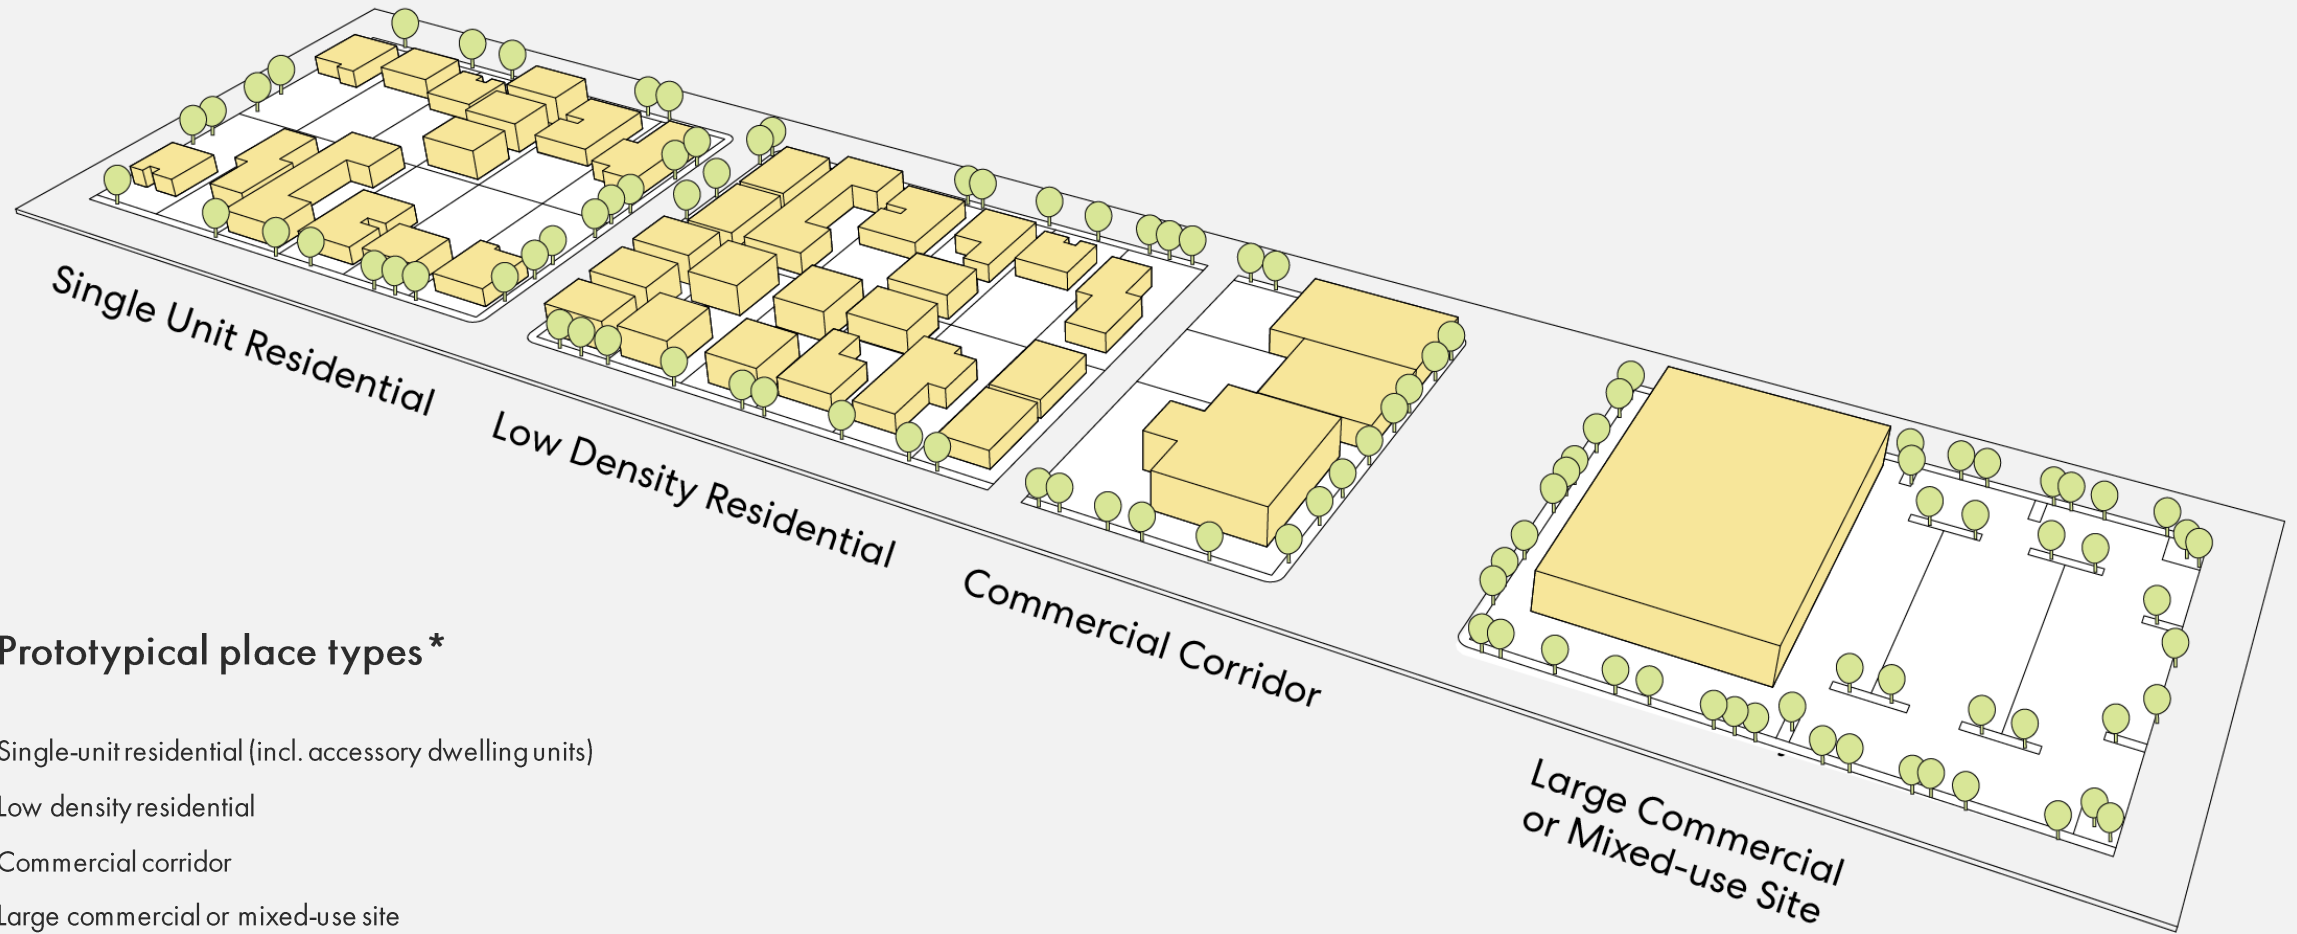 Single Unit Residential
Low Density Residential
Commercial Corridor
Large Commercial
or Mixed-use Site
Prototypical place types*
Single-unit residential (incl. accessory dwelling units)
Low density residential
Commercial corridor
Large commercial or mixed-use site